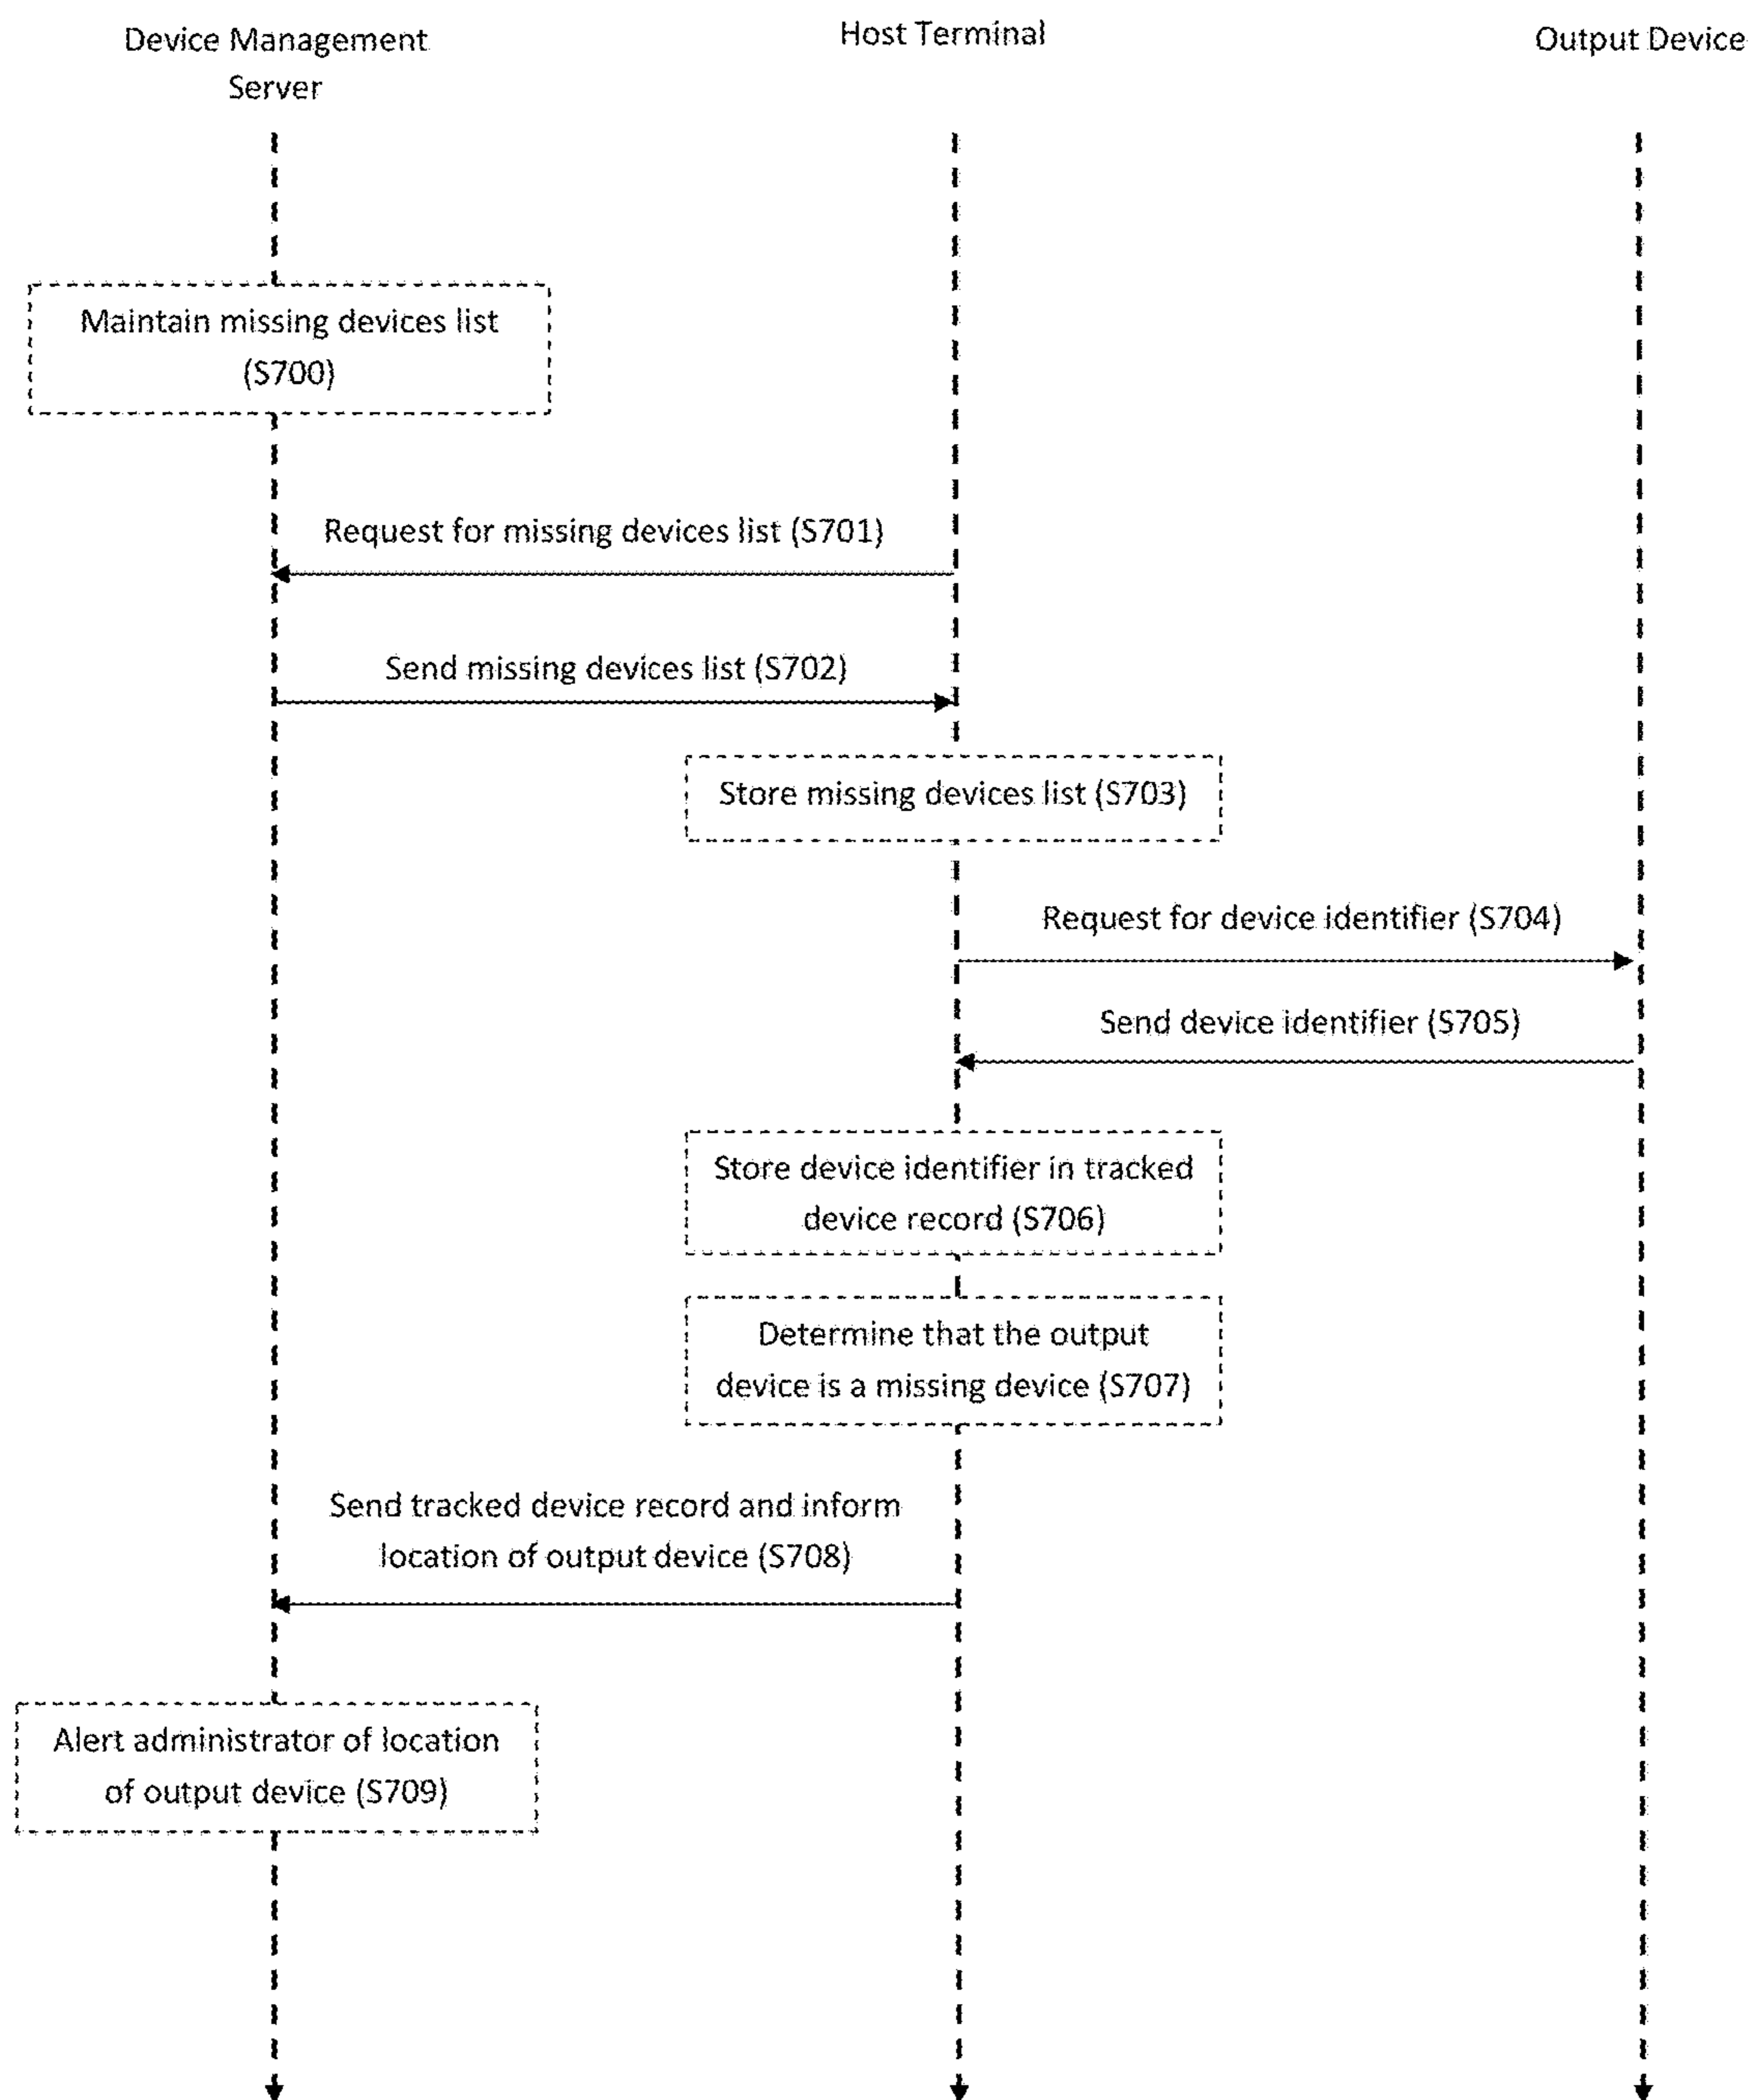 Device Management
Server
Host Terminal
Output Device
Maintain missing devices list
(S700)
Request for missing devices list (S701)
Send missing devices list (S702)
Store missing devices list (S703)
Request for device identifier (S704)
Send device identifier (S705)
Store device identifier in tracked
device record (S706)
Determine that the output
device is a missing device (S707)
Send tracked device record and inform
location of output device (S708)
Alert administrator of location
of output device (S709)